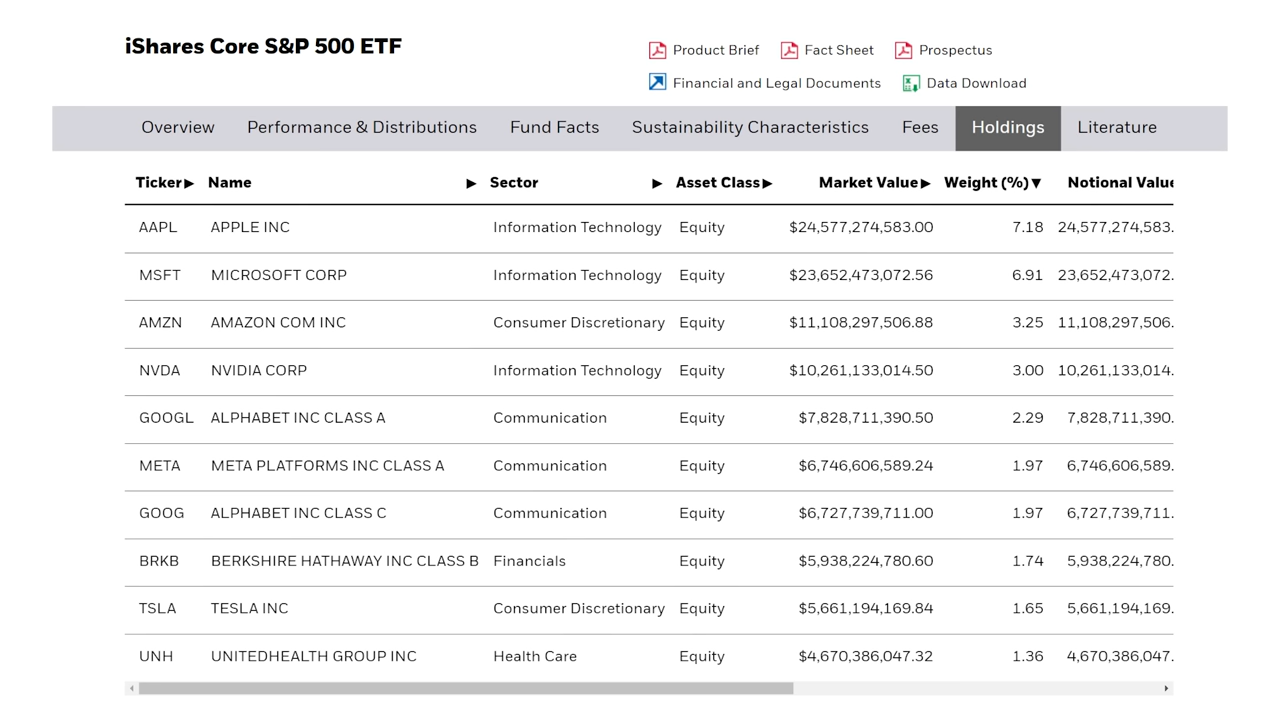 iShares Core S&P 500 ETF
Product Brief Fact Sheet Prospectus
Financial and Legal Documents Data Download
Overview Performance & Distributions Fund Facts Sustainability Characteristics Fees Holdings Literature
Ticker▶ Name ▶ Sector ▶ Asset Class▶ Market Value▶ Weight (%)▼ Notional Value
AAPL APPLE INC Information Technology Equity $24,577,274,583.00 7.18 24,577,274,583.
MSFT MICROSOFT CORP Information Technology Equity $23,652,473,072.56 6.91 23,652,473,072.
AMZN AMAZON COM INC Consumer Discretionary Equity $11,108,297,506.88 3.25 11,108,297,506.
NVDA NVIDIA CORP Information Technology Equity $10,261,133,014.50 3.00 10,261,133,014.
GOOGL ALPHABET INC CLASS A Communication Equity $7,828,711,390.50 2.29 7,828,711,390.
META META PLATFORMS INC CLASS A Communication Equity $6,746,606,589.24 1.97 6,746,606,589.
GOOG ALPHABET INC CLASS C Communication Equity $6,727,739,711.00 1.97 6,727,739,711.
BRKB BERKSHIRE HATHAWAY INC CLASS B Financials Equity $5,938,224,780.60 1.74 5,938,224,780.
TSLA TESLA INC Consumer Discretionary Equity $5,661,194,169.84 1.65 5,661,194,169.
UNH UNITEDHEALTH GROUP INC Health Care Equity $4,670,386,047.32 1.36 4,670,386,047.